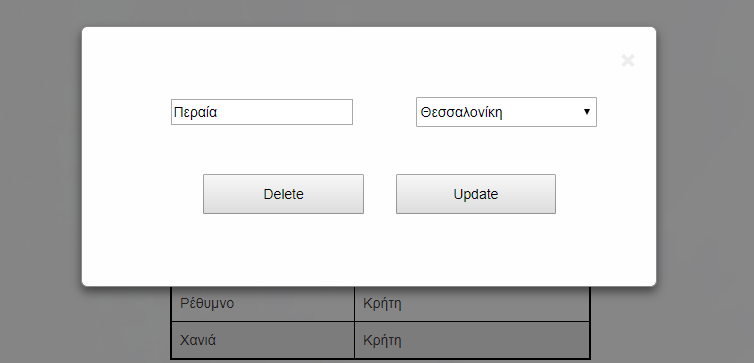 ×
Περαία Θεσσαλονίκη
Delete Update
Ρέθυμνο Κρήτη
Χανιά Κρήτη